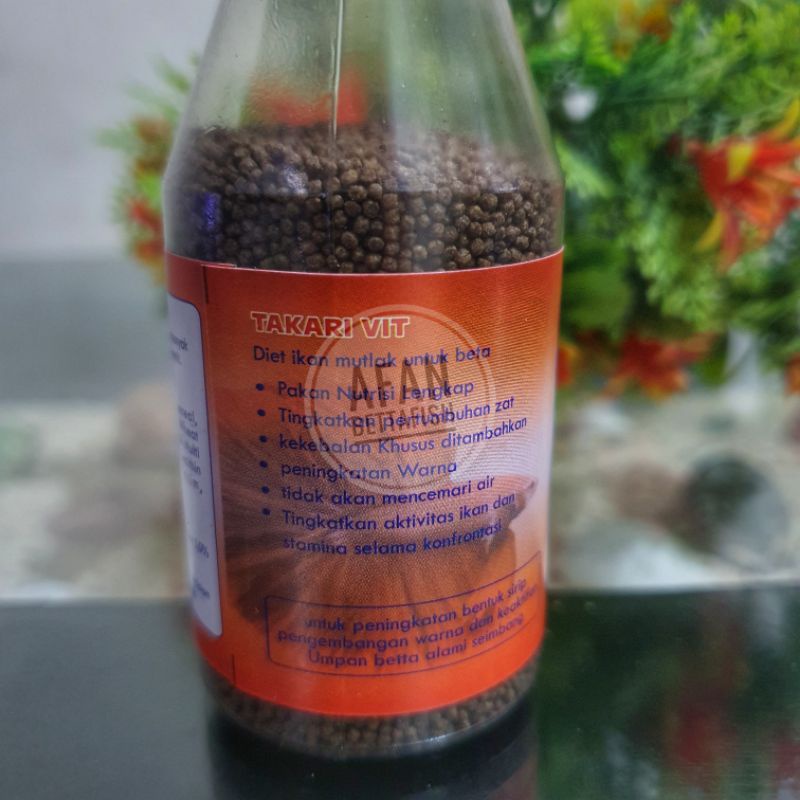 TAKARI VIT
Diet ikan mutlak untuk beta
• Pakan Nutrisi Lengkap
• Tingkatkan pertumbuhan zat
• kekebalan Khusus ditambahkan
• peningkatan Warna
• tidak akan mencemari air
• Tingkatkan aktivitas ikan dan
stamina selama konfrontasi
untuk peningkatan bentuk sirip
pengembangan warna dan keaktifan
Umpan betta alami seimbang
AFAN
BETTAFISH